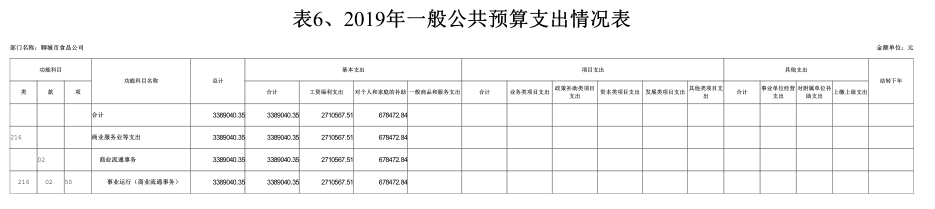 表6、2019年一般公共预算支出情况表
部门名称：聊城市食品公司 金额单位：元
功能科目 功能科目名称 总计 基本支出 项目支出 其他支出 结转下年
类 款 项 合计 工资福利支出 对个人和家庭的补助 一般商品和服务支出 合计 业务类项目支出 政策补助类项目支出 资本类项目支出 发展类项目支出 其他类项目支出 合计 事业单位经营支出 对附属单位补助支出 上缴上级支出
合计 3389040.35 3389040.35 2710567.51 678472.84
216 商业服务业等支出 3389040.35 3389040.35 2710567.51 678472.84
02 商业流通事务 3389040.35 3389040.35 2710567.51 678472.84
216 02 50 事业运行（商业流通事务） 3389040.35 3389040.35 2710567.51 678472.84